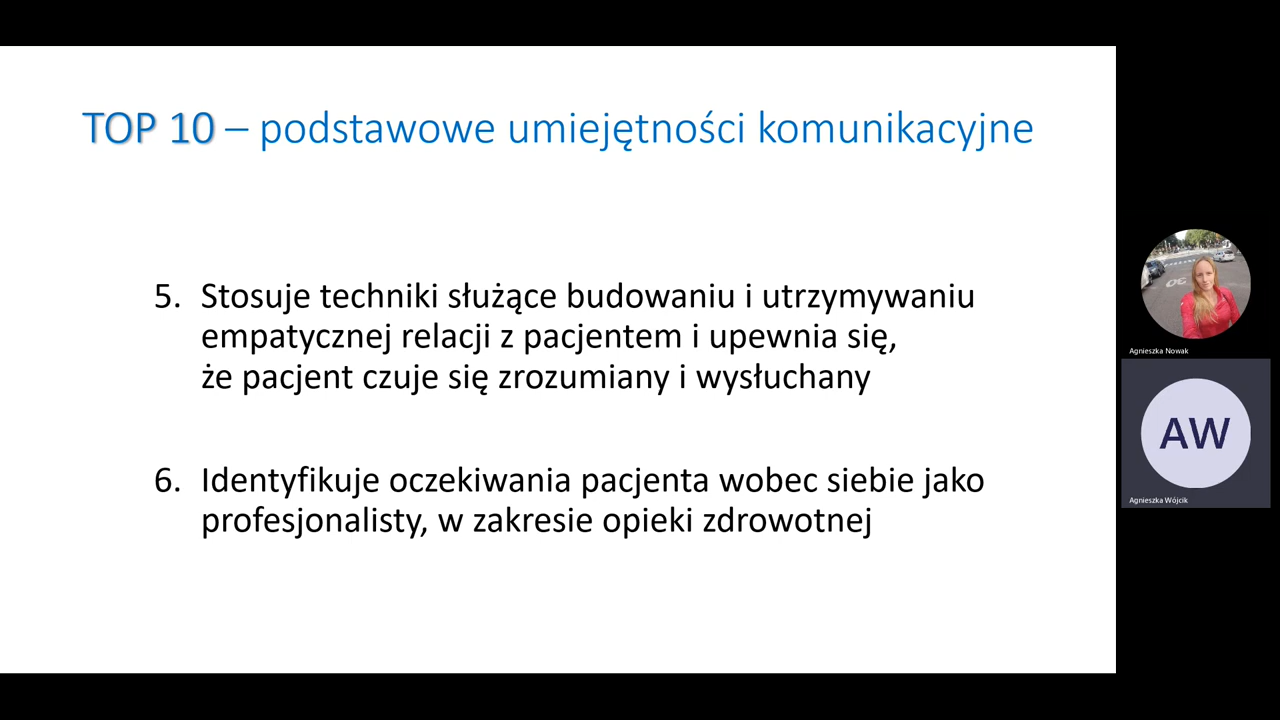 TOP 10 – podstawowe umiejętności komunikacyjne
5. Stosuje techniki służące budowaniu i utrzymywaniu
empatycznej relacji z pacjentem i upewnia się,
że pacjent czuje się zrozumiany i wysłuchany
6. Identyfikuje oczekiwania pacjenta wobec siebie jako
profesjonalisty, w zakresie opieki zdrowotnej
Agnieszka Nowak
AW
Agnieszka Wójcik